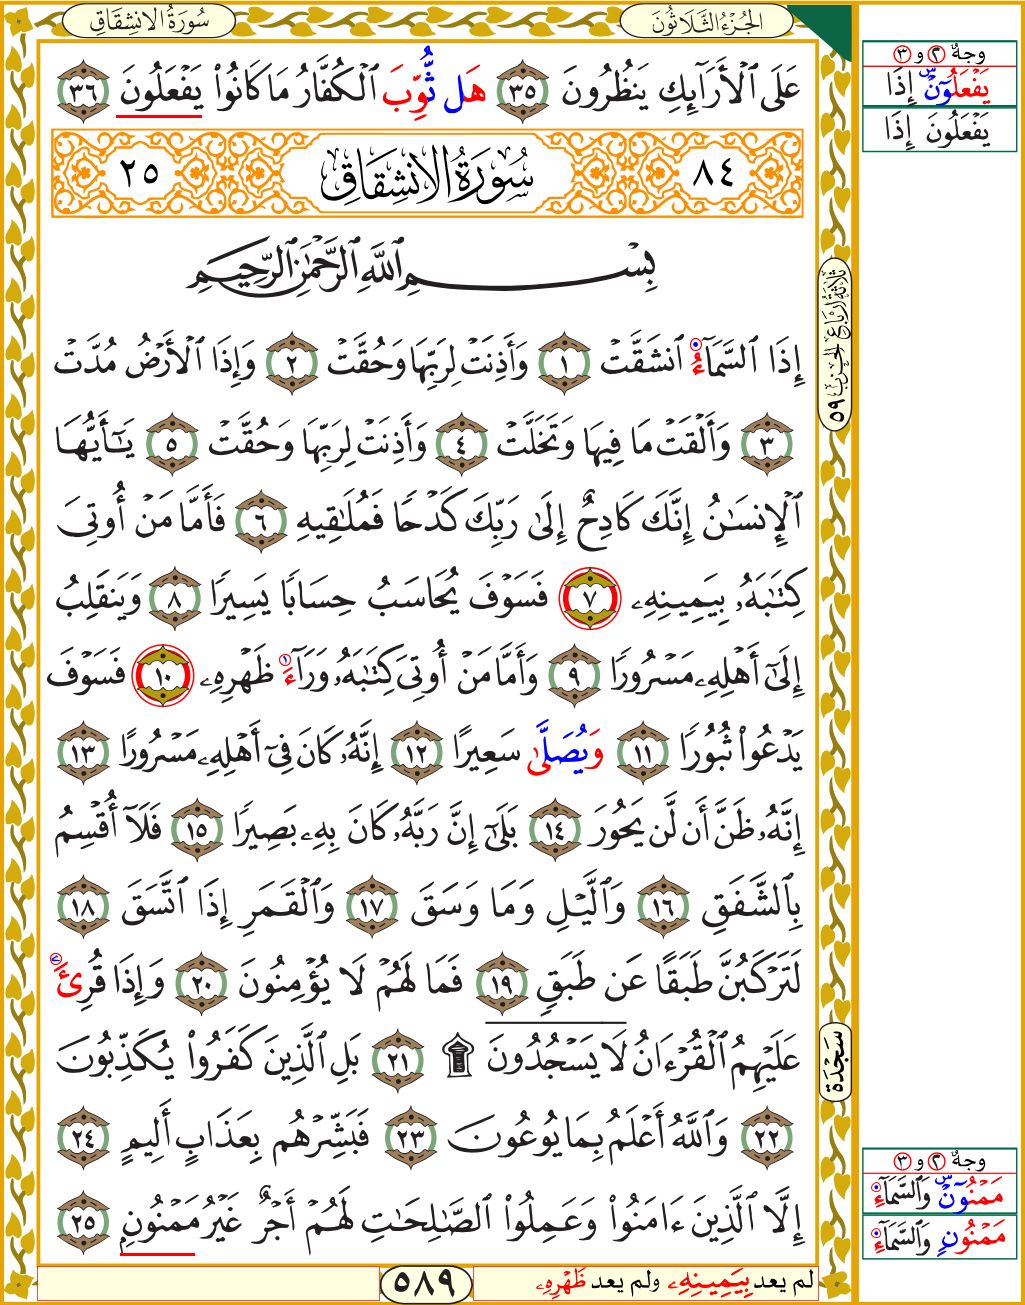 سُورَةُ الانشِقَاقِ
الجُزْءُ الثَّلَاثُونَ
عَلَى ٱلْأَرَآئِكِ يَنظُرُونَ ٣٥ هَل ثُّوِّبَ ٱلْكُفَّارُ مَا كَانُوا۟ يَفْعَلُونَ ٣٦
٨٤ سُورَةُ الانشِقَاقِ ٢٥
بِسْمِ ٱللَّهِ ٱلرَّحْمَٰنِ ٱلرَّحِيمِ
إِذَا ٱلسَّمَآءُ ٱنشَقَّتْ ١ وَأَذِنَتْ لِرَبِّهَا وَحُقَّتْ ٢ وَإِذَا ٱلْأَرْضُ مُدَّتْ
٣ وَأَلْقَتْ مَا فِيهَا وَتَخَلَّتْ ٤ وَأَذِنَتْ لِرَبِّهَا وَحُقَّتْ ٥ يَٰٓأَيُّهَا
ٱلْإِنسَٰنُ إِنَّكَ كَادِحٌ إِلَىٰ رَبِّكَ كَدْحًا فَمُلَٰقِيهِ ٦ فَأَمَّا مَنْ أُوتِىَ
كِتَٰبَهُۥ بِيَمِينِهِۦ ٧ فَسَوْفَ يُحَاسَبُ حِسَابًا يَسِيرًا ٨ وَيَنقَلِبُ
إِلَىٰٓ أَهْلِهِۦ مَسْرُورًا ٩ وَأَمَّا مَنْ أُوتِىَ كِتَٰبَهُۥ وَرَآءَ ظَهْرِهِۦ ١٠ فَسَوْفَ
يَدْعُوا۟ ثُبُورًا ١١ وَيُصَلَّىٰ سَعِيرًا ١٢ إِنَّهُۥ كَانَ فِىٓ أَهْلِهِۦ مَسْرُورًا ١٣
إِنَّهُۥ ظَنَّ أَن لَّن يَحُورَ ١٤ بَلَىٰٓ إِنَّ رَبَّهُۥ كَانَ بِهِۦ بَصِيرًا ١٥ فَلَآ أُقْسِمُ
بِٱلشَّفَقِ ١٦ وَٱلَّيْلِ وَمَا وَسَقَ ١٧ وَٱلْقَمَرِ إِذَا ٱتَّسَقَ ١٨
لَتَرْكَبُنَّ طَبَقًا عَن طَبَقٍ ١٩ فَمَا لَهُمْ لَا يُؤْمِنُونَ ٢٠ وَإِذَا قُرِئَ
عَلَيْهِمُ ٱلْقُرْءَانُ لَا يَسْجُدُونَ ۩ ٢١ بَلِ ٱلَّذِينَ كَفَرُوا۟ يُكَذِّبُونَ
٢٢ وَٱللَّهُ أَعْلَمُ بِمَا يُوعُونَ ٢٣ فَبَشِّرْهُم بِعَذَابٍ أَلِيمٍ ٢٤
إِلَّا ٱلَّذِينَ ءَامَنُوا۟ وَعَمِلُوا۟ ٱلصَّٰلِحَٰتِ لَهُمْ أَجْرٌ غَيْرُ مَمْنُونٍ ٢٥
لم يعد بِيَمِينِهِۦ ولم يعد ظَهْرِهِۦ
٥٨٩
وجهٌ ٢ و ٣
يَفْعَلُونَۜ إِذَا
يَفْعَلُونَ إِذَا
ثلاثة أرباع الحزب ٥٩
سَجْدَة
وجهٌ ٢ و ٣
مَمْنُونٍۜ وَٱلسَّمَآءِ
مَمْنُونٍ وَٱلسَّمَآءِ